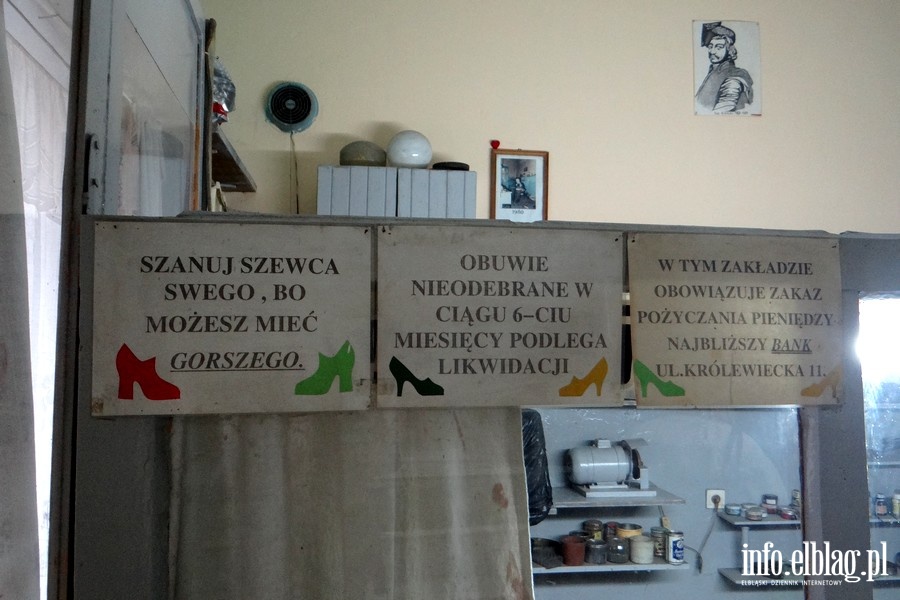 SZANUJ SZEWCA
SWEGO , BO
MOŻESZ MIEĆ
GORSZEGO.
OBUWIE
NIEODEBRANE W
CIĄGU 6–CIU
MIESIĘCY PODLEGA
LIKWIDACJI
W TYM ZAKŁADZIE
OBOWIĄZUJE ZAKAZ
POŻYCZANIA PIENIĘDZY
NAJBLIŻSZY BANK
UL.KRÓLEWIECKA 11.
info.elblag.pl
ELBLĄSKI DZIENNIK INTERNETOWY